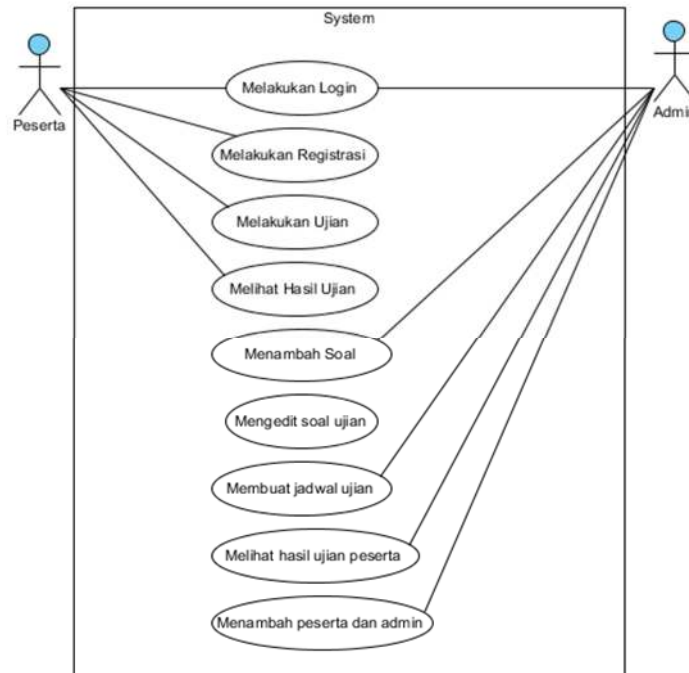 System
Peserta
Admin
Melakukan Login
Melakukan Registrasi
Melakukan Ujian
Melihat Hasil Ujian
Menambah Soal
Mengedit soal ujian
Membuat jadwal ujian
Melihat hasil ujian peserta
Menambah peserta dan admin